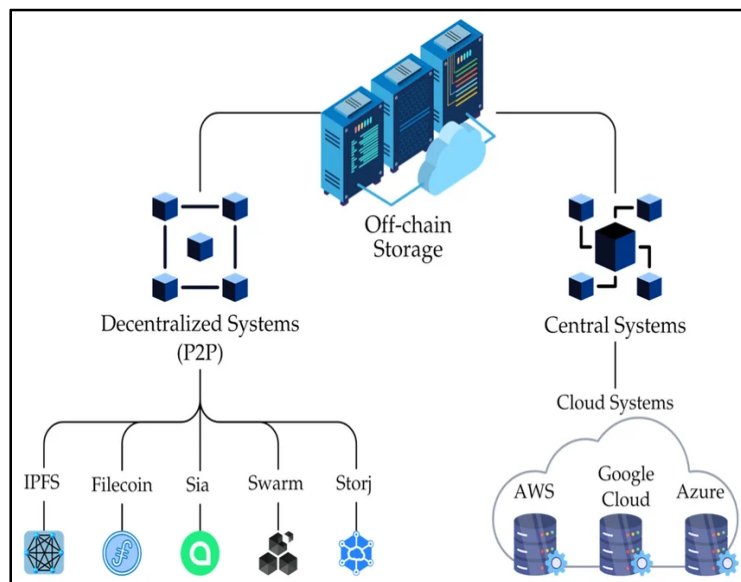 Off-chain
Storage
Decentralized Systems
(P2P)
Central Systems
Cloud Systems
IPFS
Filecoin
Sia
Swarm
Storj
AWS
Google
Cloud
Azure